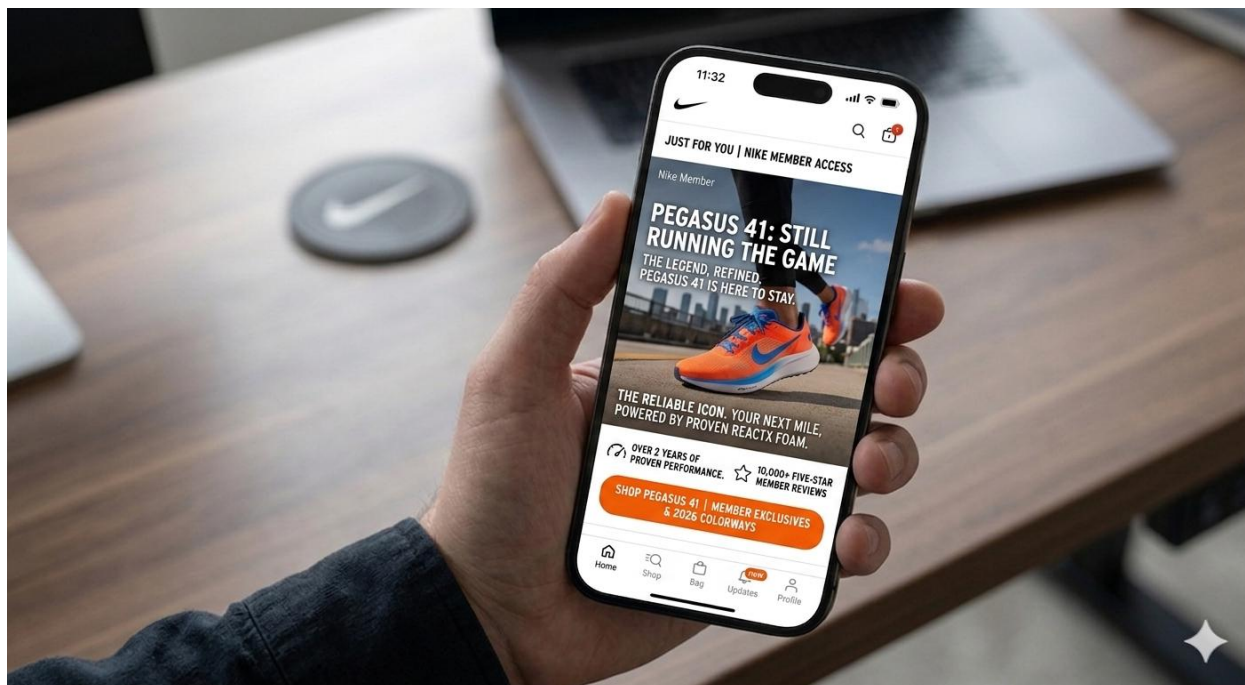 11:32
JUST FOR YOU | NIKE MEMBER ACCESS
Nike Member
PEGASUS 41: STILL
RUNNING THE GAME
THE LEGEND, REFINED,
PEGASUS 41 IS HERE TO STAY.
THE RELIABLE ICON. YOUR NEXT MILE,
POWERED BY PROVEN REACTX FOAM.
OVER 2 YEARS OF
PROVEN PERFORMANCE.
10,000+ FIVE-STAR
MEMBER REVIEWS
SHOP PEGASUS 41 | MEMBER EXCLUSIVES
& 2026 COLORWAYS
Home
Shop
Bag
new
Updates
Profile